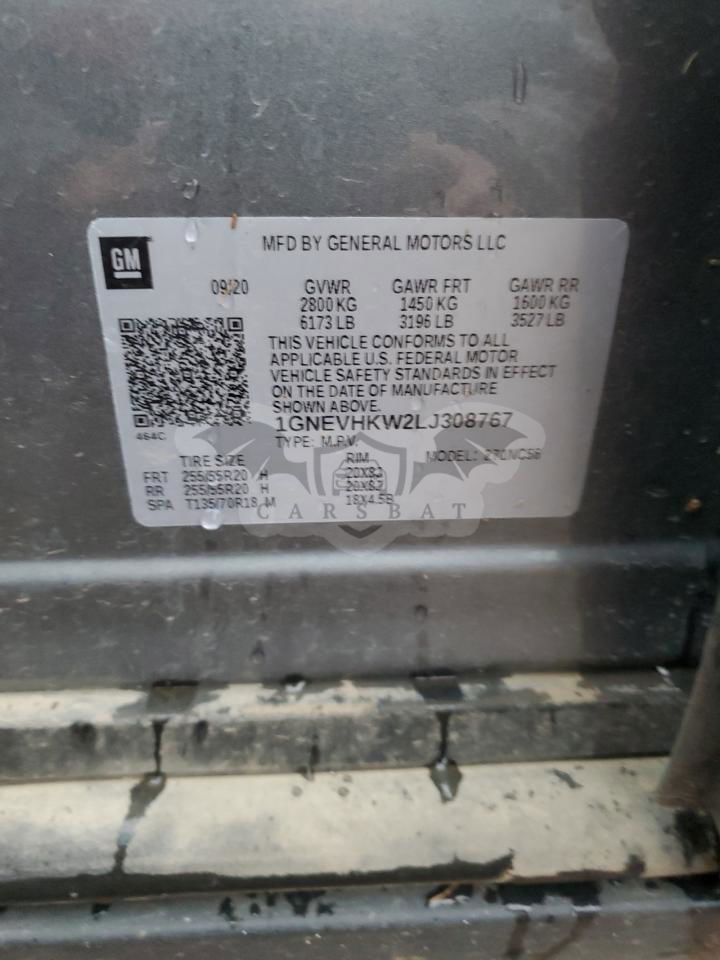 GM
MFD BY GENERAL MOTORS LLC
09/20 GVWR GAWR FRT GAWR RR
2800 KG 1450 KG 1600 KG
6173 LB 3196 LB 3527 LB
THIS VEHICLE CONFORMS TO ALL
APPLICABLE U.S. FEDERAL MOTOR
VEHICLE SAFETY STANDARDS IN EFFECT
ON THE DATE OF MANUFACTURE
SHOWN ABOVE.
1GNEVHKW2LJ308767
464C
TYPE: M.P.V. MODEL:
TIRE SIZE RIM
FRT 255/55R20 H 20X8J
RR 255/55R20 H 20X8J
SPA T135/70R18 M 18X4.5B
CARSBAT